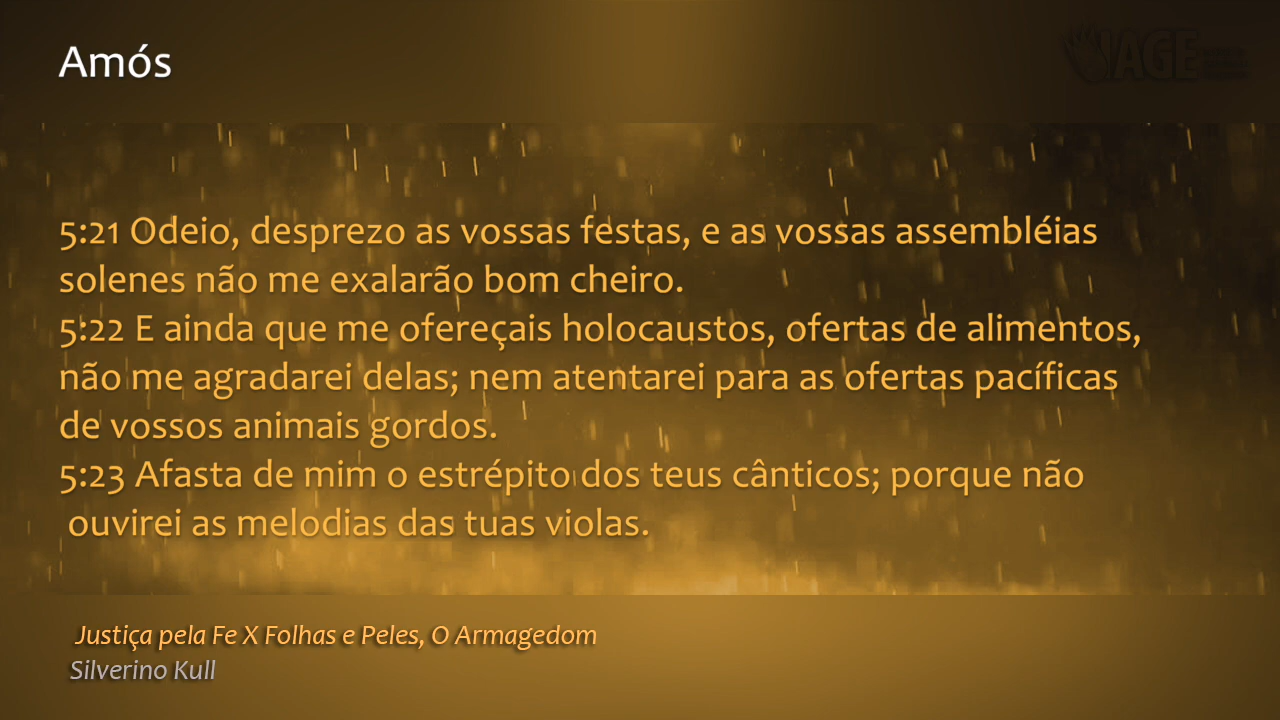 Amós
IAGE
5:21 Odeio, desprezo as vossas festas, e as vossas assembléias
solenes não me exalarão bom cheiro.
5:22 E ainda que me ofereçais holocaustos, ofertas de alimentos,
não me agradarei delas; nem atentarei para as ofertas pacíficas
de vossos animais gordos.
5:23 Afasta de mim o estrépito dos teus cânticos; porque não
ouvirei as melodias das tuas violas.
Justiça pela Fe X Folhas e Peles, O Armagedom
Silverino Kull